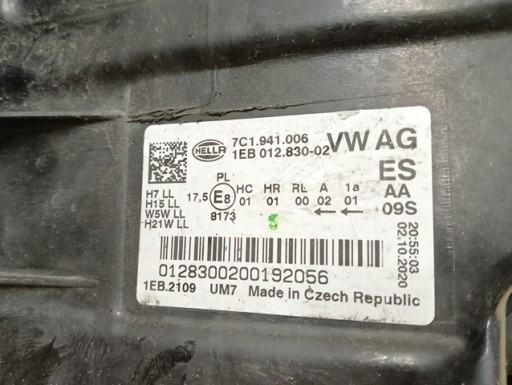 HELLA
7C1.941.006
1EB 012.830-02
VW AG
ES
AA
09S
PL
H7 LL
H15 LL
W5W LL
H21W LL
17,5 E8
8173
HC HR RL A 1a
01 01 00 02 01
20:55:03
02.10.2020
0128300200192056
1EB.2109 UM7 Made in Czech Republic